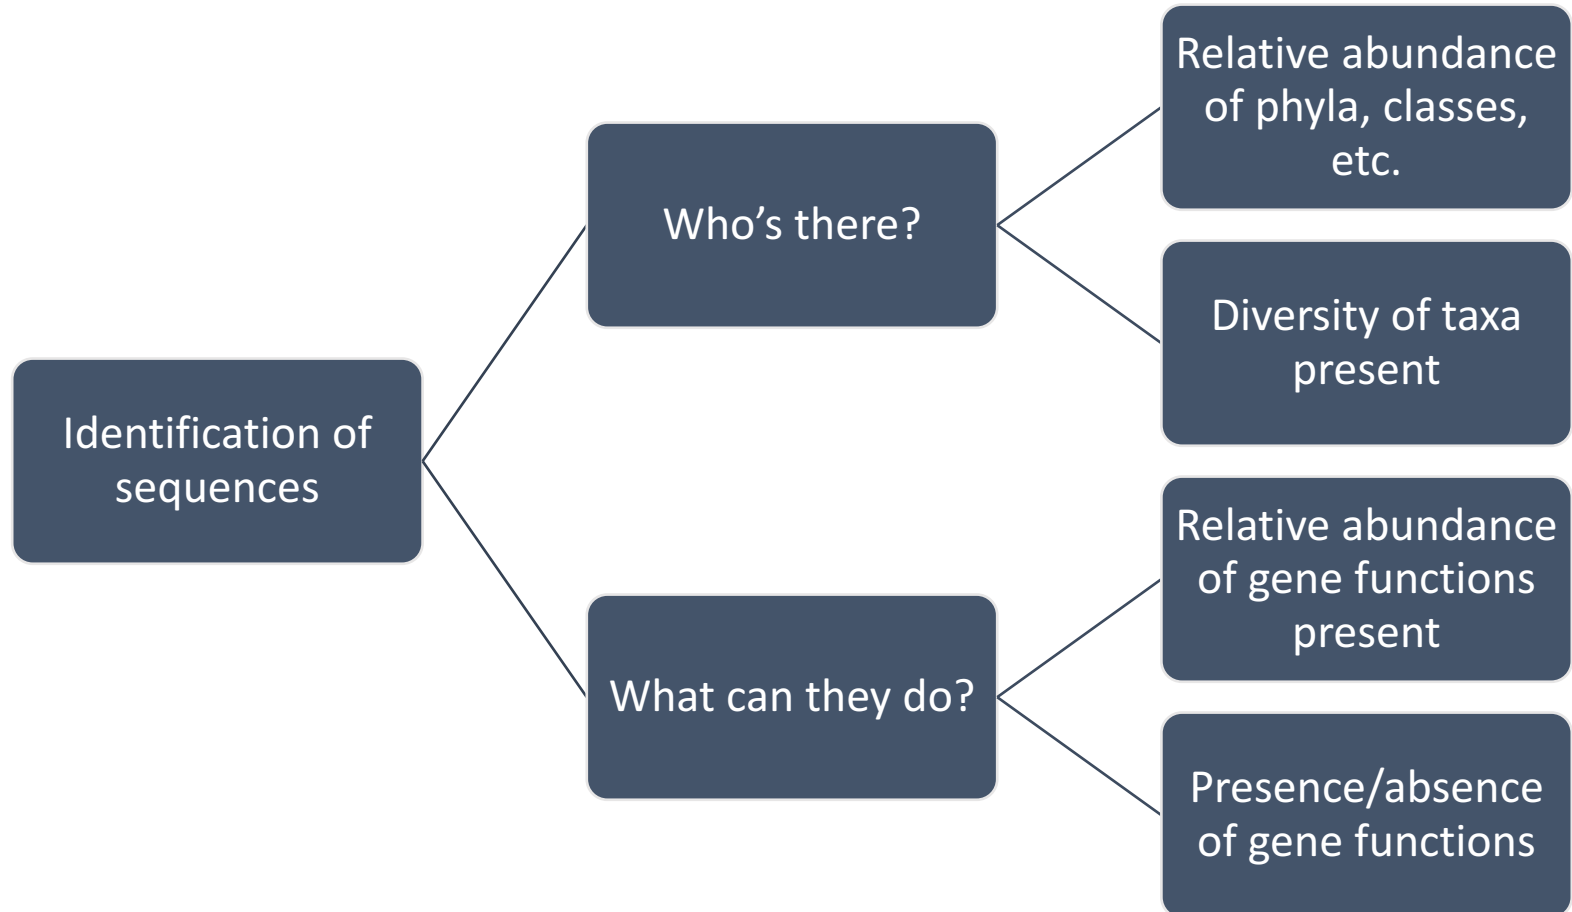 Identification of
sequences
Who’s there?
Relative abundance
of phyla, classes,
etc.
Diversity of taxa
present
What can they do?
Relative abundance
of gene functions
present
Presence/absence
of gene functions